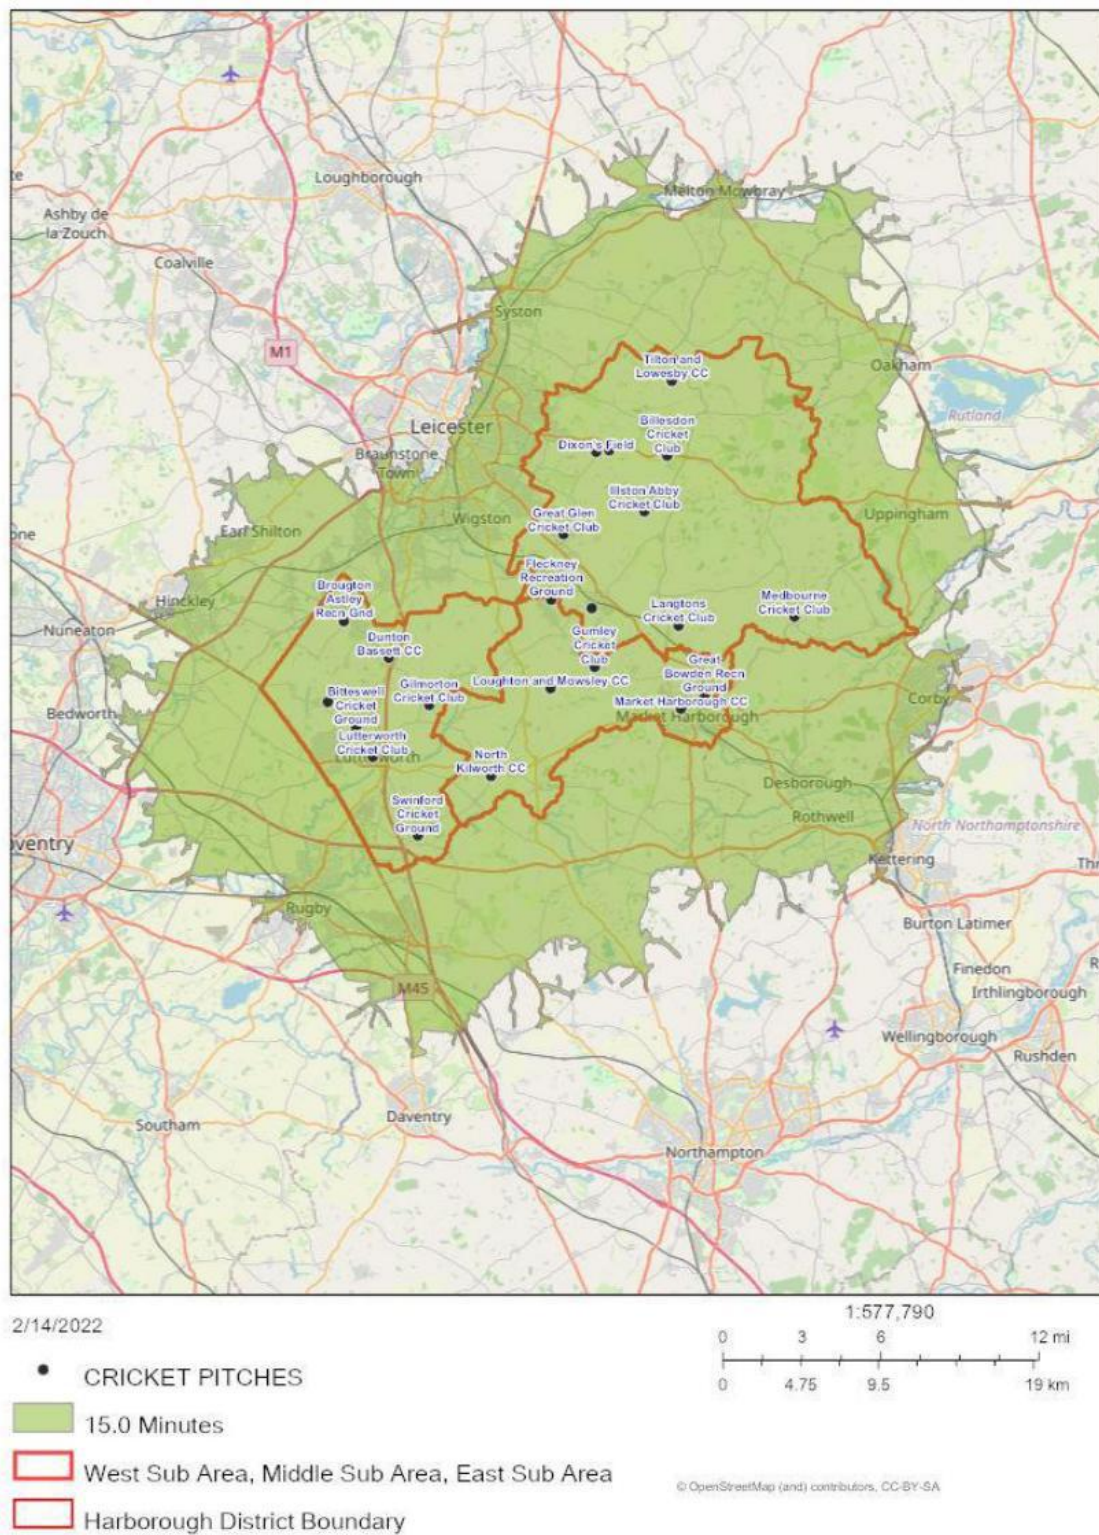 Loughborough
Melton Mowbray
Ashby de
la Zouch
Coalville
Syston
M1
Oakham
Rutland
Tilton and
Lowesby CC
Leicester
Billesdon
Cricket
Club
Dixon's Field
Braunstone
Town
Illston Abby
Cricket Club
Wigston
Great Glen
Cricket Club
Uppingham
Earl Shilton
Fleckney
Recreation
Ground
Brougton
Astley
Recn Gnd
Hinckley
Nuneaton
Langtons
Cricket Club
Medbourne
Cricket Club
Dunton
Bassett CC
Gumley
Cricket
Club
Great
Bowden Recn
Ground
Loughton and Mowsley CC
Gilmorton
Cricket Club
Bitteswell
Cricket
Ground
Market Harborough CC
Market Harborough
Corby
Bedworth
Lutterworth
Cricket Club
Lutterworth
North
Kilworth CC
Desborough
Rothwell
Swinford
Cricket
Ground
North Northamptonshire
oventry
Kettering
Thr
Rugby
Burton Latimer
Finedon
Irthlingborough
M45
Wellingborough
Rushden
Daventry
Southam
Northampton
2/14/2022
1:577,790
0 3 6 12 mi
0 4.75 9.5 19 km
CRICKET PITCHES
15.0 Minutes
West Sub Area, Middle Sub Area, East Sub Area
© OpenStreetMap (and) contributors, CC-BY-SA
Harborough District Boundary